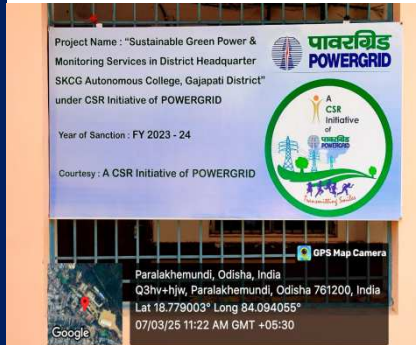 Project Name : "Sustainable Green Power &
Monitoring Services in District Headquarter
SKCG Autonomous College, Gajapati District"
under CSR Initiative of POWERGRID
Year of Sanction : FY 2023 - 24
Courtesy : A CSR Initiative of POWERGRID
पावरग्रिड
POWERGRID
A
CSR
Initiative
of
पावरग्रिड
POWERGRID
Transmitting Smiles
GPS Map Camera
Paralakhemundi, Odisha, India
Q3hv+hjw, Paralakhemundi, Odisha 761200, India
Lat 18.779003° Long 84.094055°
07/03/25 11:22 AM GMT +05:30
Google